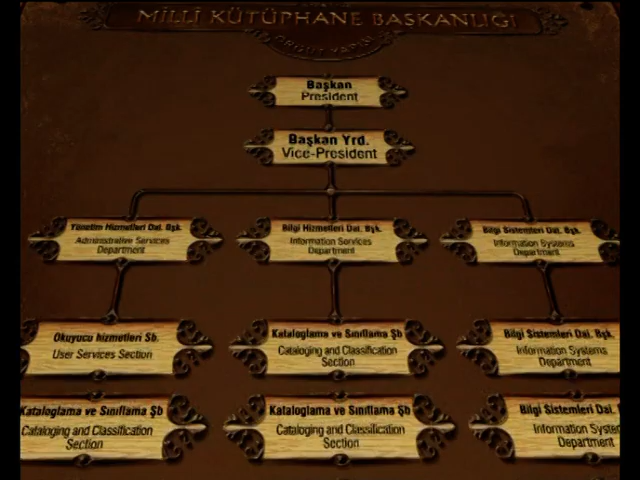 MİLLÎ KÜTÜPHANE BAŞKANLIĞI
ÖRGÜT YAPISI
Başkan
President
Başkan Yrd.
Vice-President
Yönetim Hizmetleri Dai. Bşk.
Administrative Services
Department
Bilgi Hizmetleri Dai. Bşk.
Information Services
Department
Bilgi Sistemleri Dai. Bşk.
Information Systems
Department
Okuyucu hizmetleri Şb.
User Services Section
Kataloglama ve Sınıflama Şb
Cataloging and Classification
Section
Bilgi Sistemleri Dai. Bşk.
Information Systems
Department
Kataloglama ve Sınıflama Şb
Cataloging and Classification
Section
Kataloglama ve Sınıflama Şb
Cataloging and Classification
Section
Bilgi Sistemleri Dai.
Information
Department